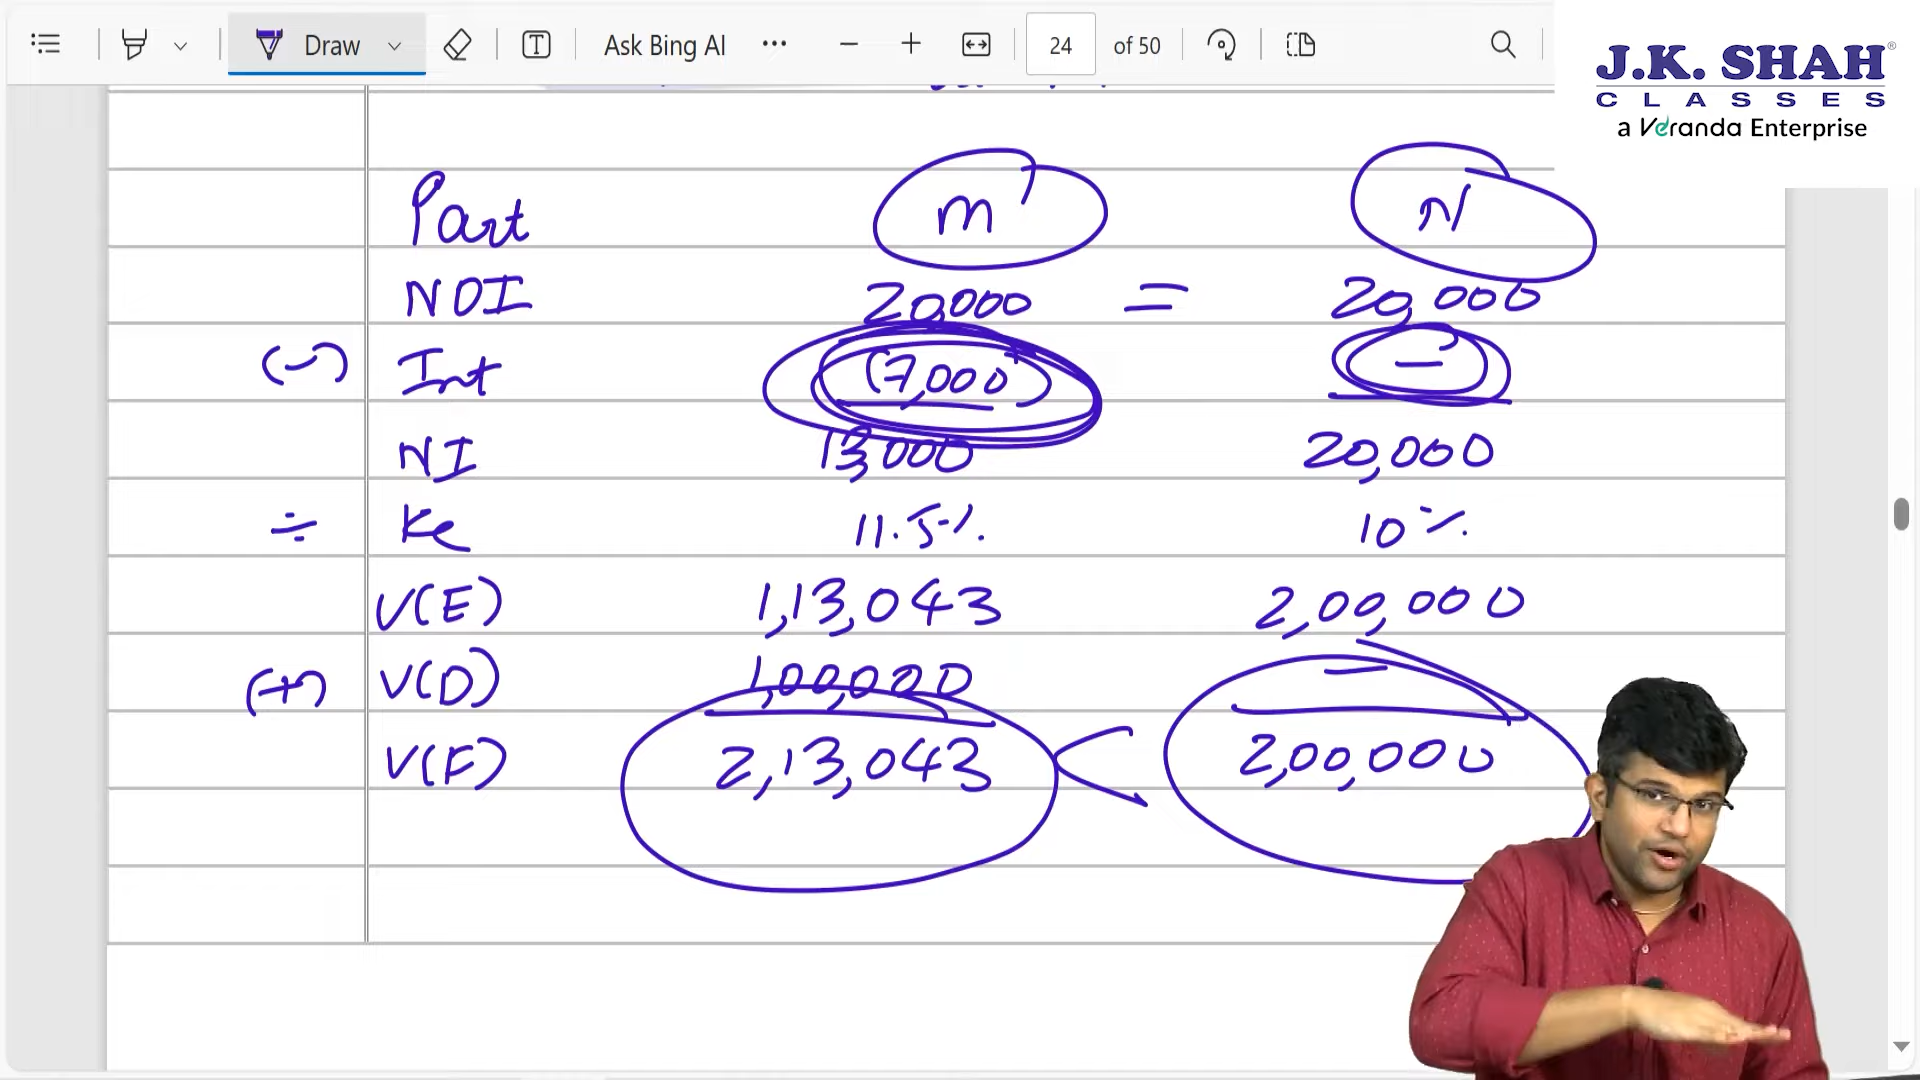 Draw
Ask Bing AI
24 of 50
J.K. SHAH®
CLASSES
a Veranda Enterprise
Part M N
NOI 20,000 = 20,000
(-) Int (7,000) -
NI 13,000 20,000
÷ Ke 11.5% 10%
V(E) 1,13,043 2,00,000
(+) V(D) 1,00,000 -
V(F) 2,13,043 2,00,000